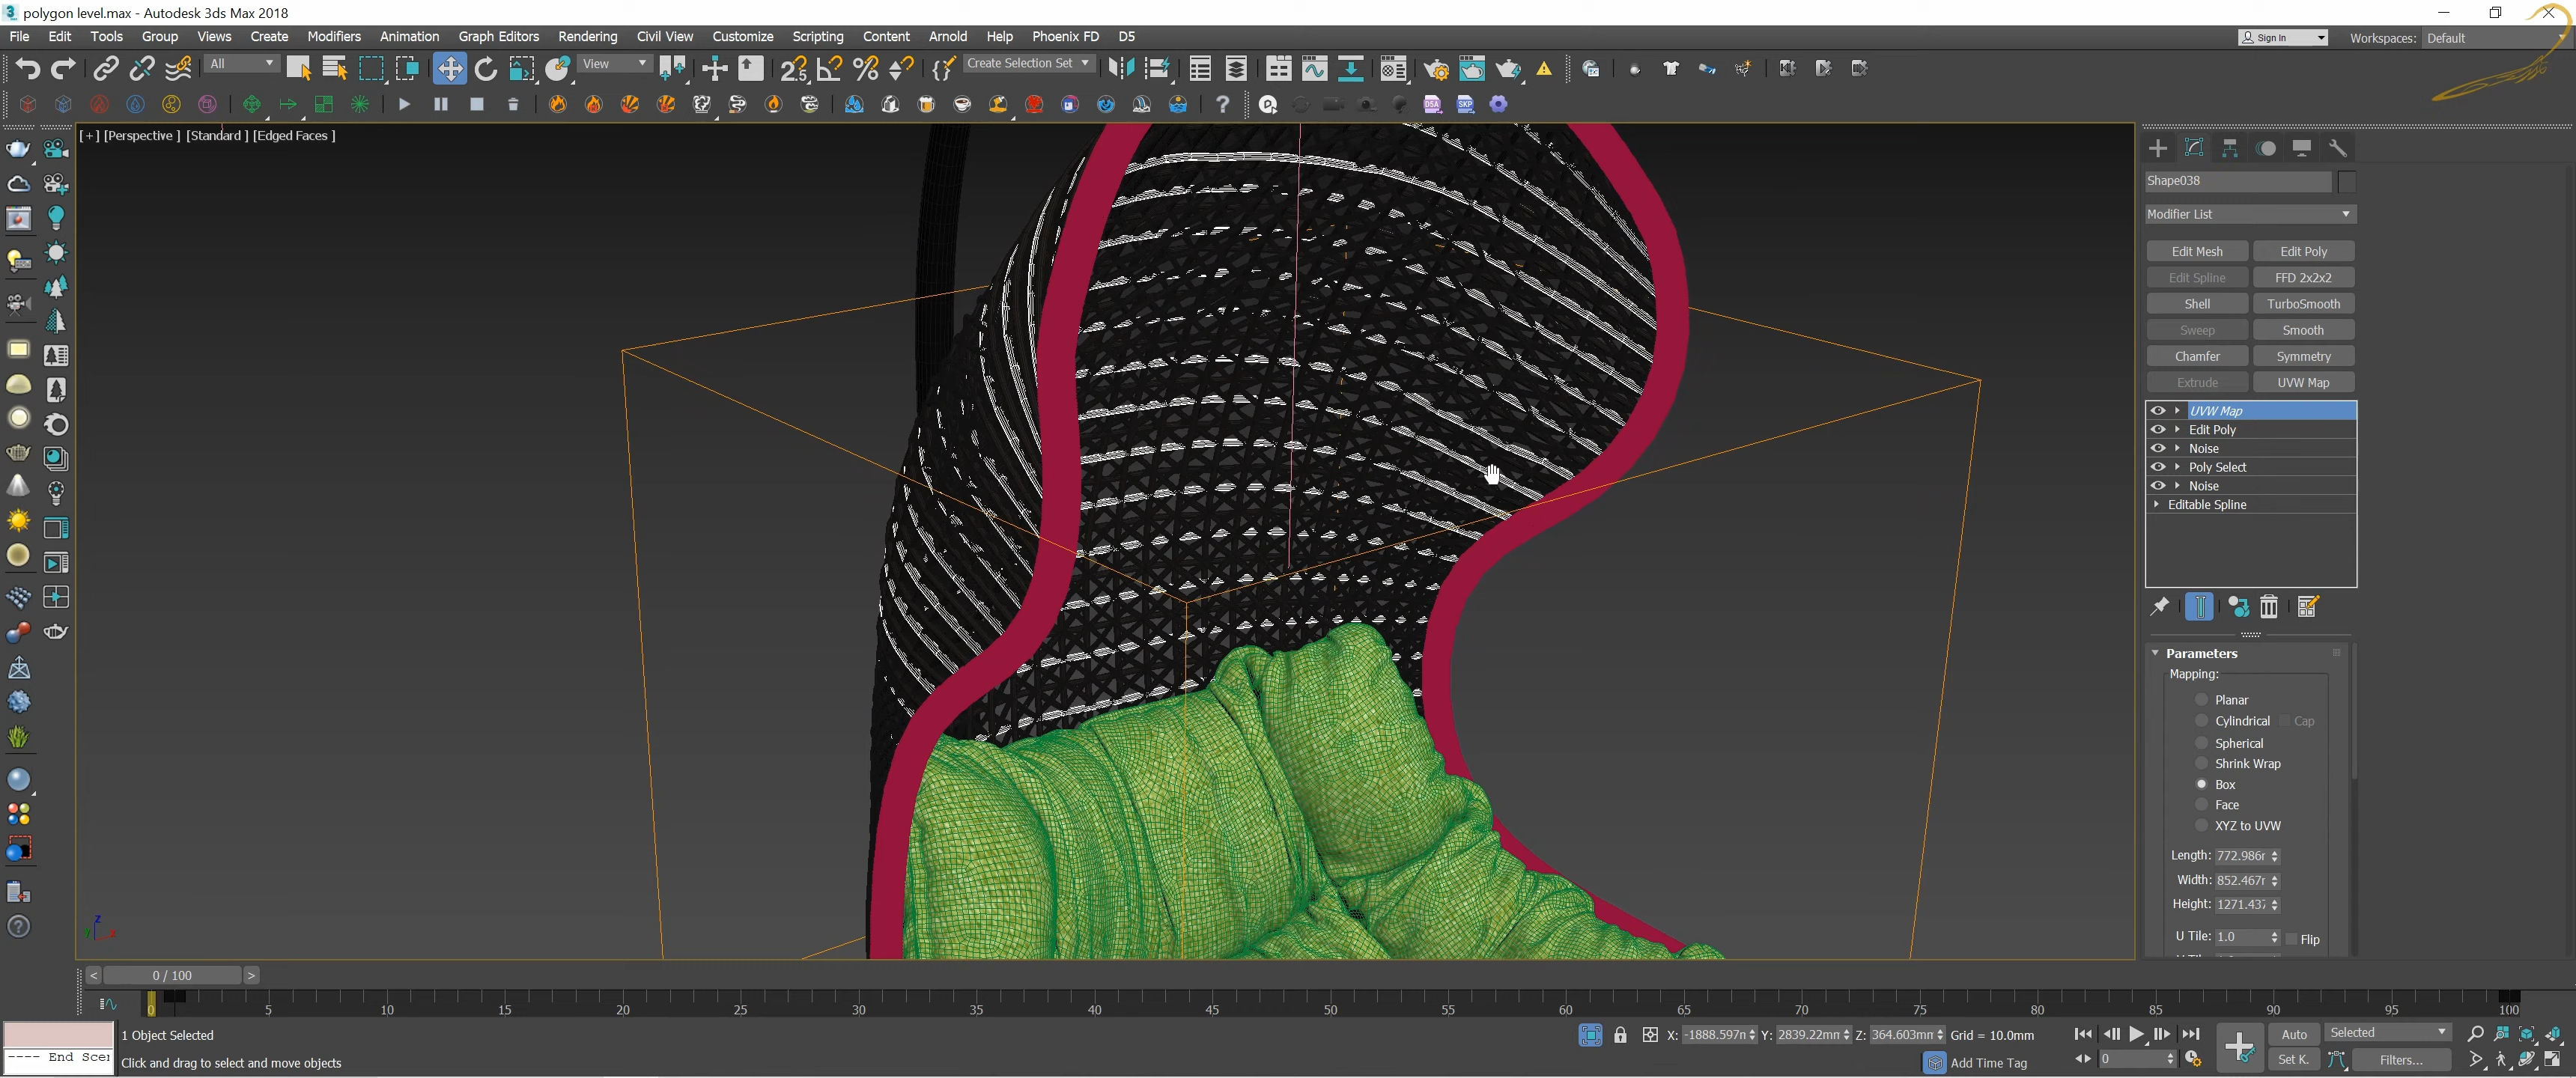 polygon level.max - Autodesk 3ds Max 2018
File Edit Tools Group Views Create Modifiers Animation Graph Editors Rendering Civil View Customize Scripting Content Arnold Help Phoenix FD D5
Sign In Workspaces: Default
All View Create Selection Set
[+] [Perspective ] [Standard ] [Edged Faces ]
Shape038
Modifier List
Edit Mesh Edit Poly
Edit Spline FFD 2x2x2
Shell TurboSmooth
Sweep Smooth
Chamfer Symmetry
Extrude UVW Map
UVW Map
Edit Poly
Noise
Poly Select
Noise
Editable Spline
Parameters
Mapping:
Planar
Cylindrical Cap
Spherical
Shrink Wrap
Box
Face
XYZ to UVW
Length: 772.986r
Width: 852.467r
Height: 1271.437
U Tile: 1.0 Flip
z
0 / 100
0 5 10 15 20 25 30 35 40 45 50 55 60 65 70 75 80 85 90 95 100
1 Object Selected
X: -1888.597n Y: 2839.22mn Z: 364.603mn Grid = 10.0mm
Auto Selected
---- End Scer
Click and drag to select and move objects
Add Time Tag
0
Set K. Filters...